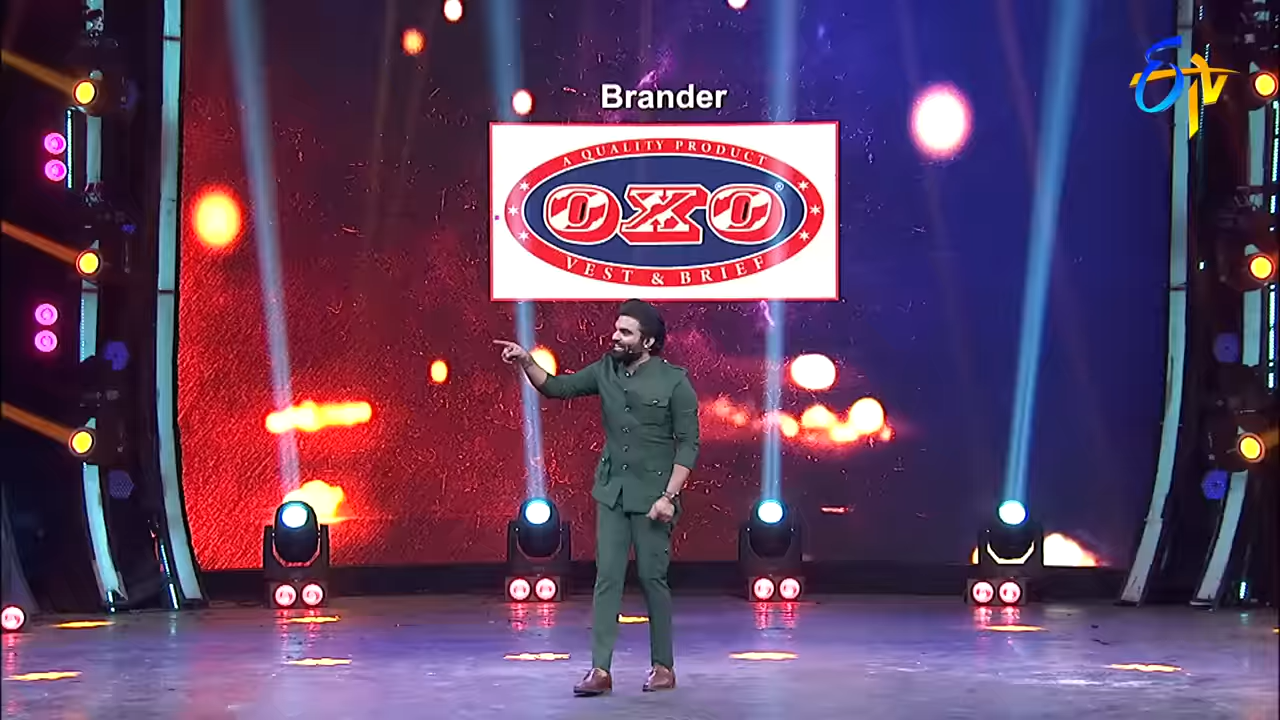 ETV
Brander
A QUALITY PRODUCT
OXO®
VEST & BRIEF